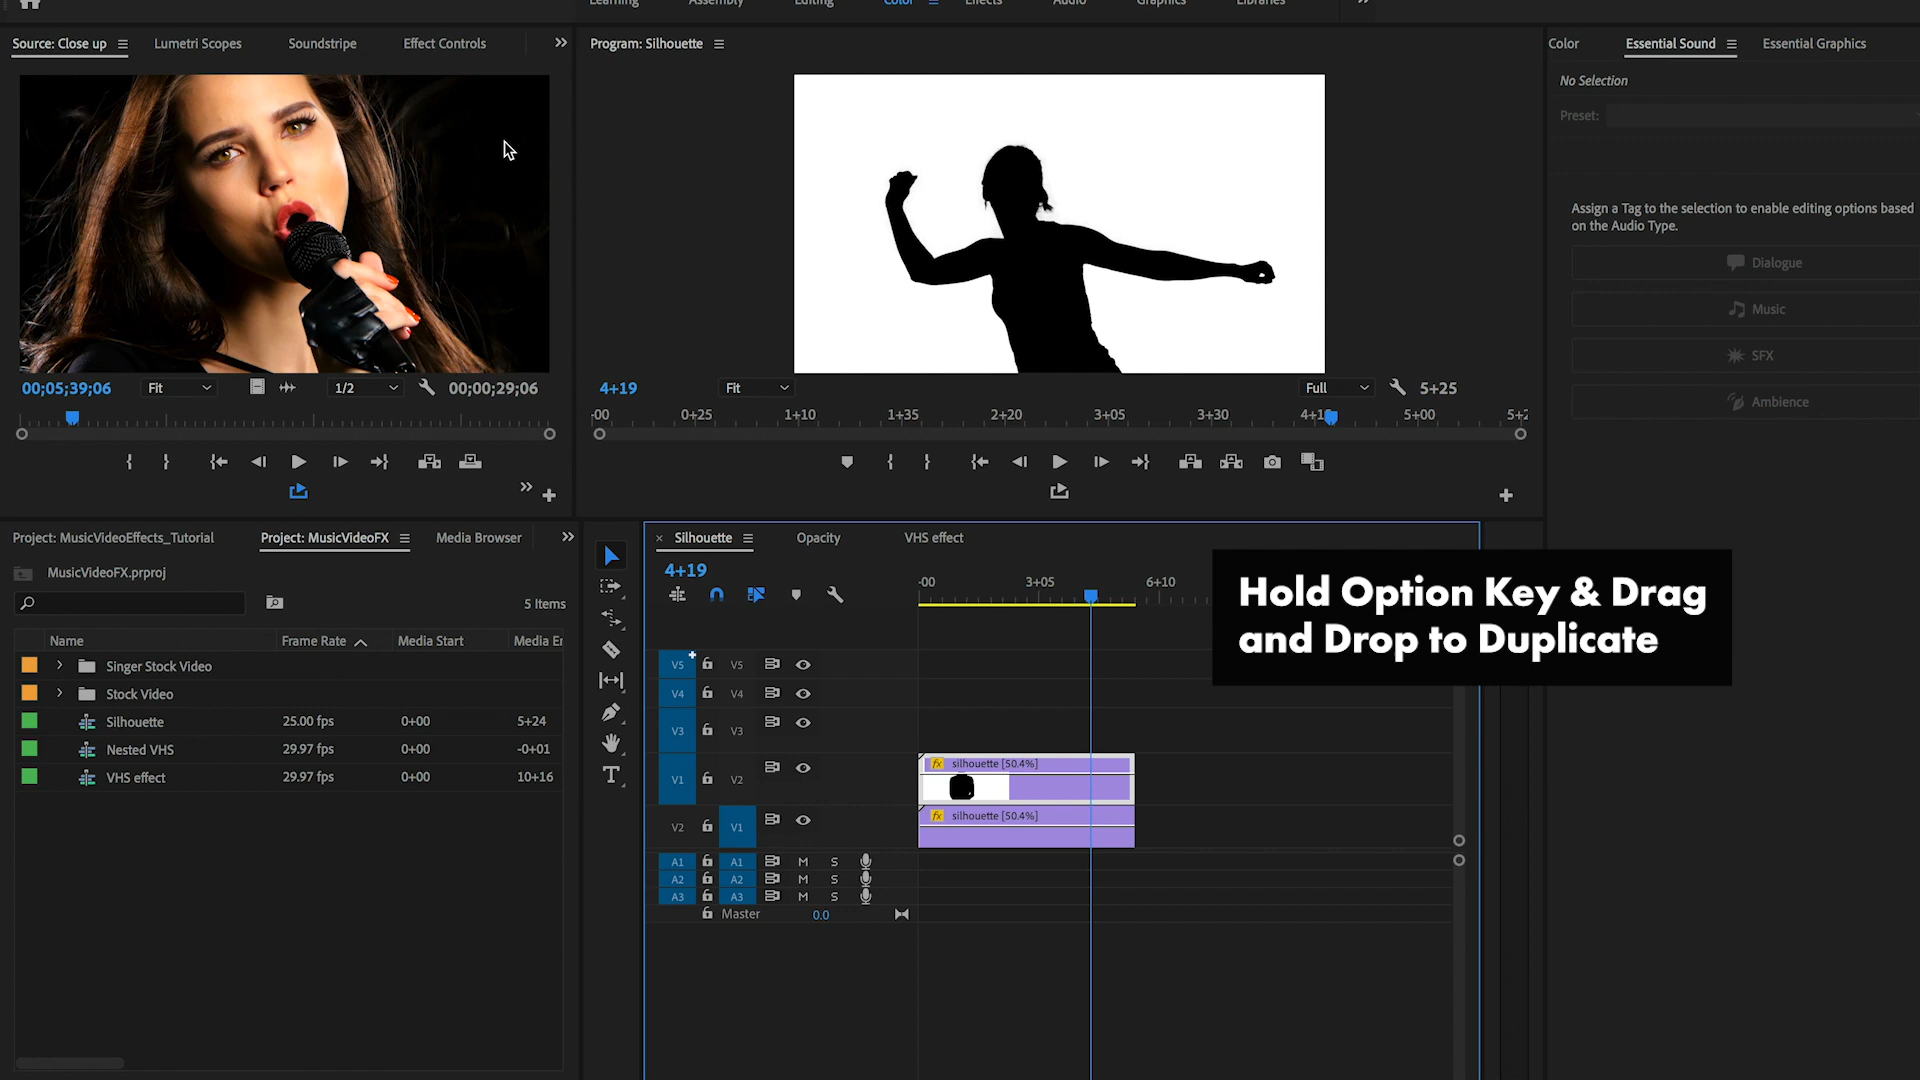 Learning Assembly Editing Color Effects Audio Graphics Libraries
Source: Close up Lumetri Scopes Soundstripe Effect Controls
Program: Silhouette
Color Essential Sound Essential Graphics
No Selection
Preset:
Assign a Tag to the selection to enable editing options based
on the Audio Type.
Dialogue
Music
SFX
Ambience
00;05;39;06 Fit 1/2 00;00;29;06
4+19 Fit Full 5+25
:00 0+25 1+10 1+35 2+20 3+05 3+30 4+1 5+00 5+2
Project: MusicVideoEffects_Tutorial Project: MusicVideoFX Media Browser
MusicVideoFX.prproj
5 Items
Name Frame Rate Media Start Media En
Singer Stock Video
Stock Video
Silhouette 25.00 fps 0+00 5+24
Nested VHS 29.97 fps 0+00 -0+01
VHS effect 29.97 fps 0+00 10+16
× Silhouette Opacity VHS effect
4+19
:00 3+05 6+10
Hold Option Key & Drag
and Drop to Duplicate
V5 V5
V4 V4
V3 V3
V1 V2
fx silhouette [50.4%]
V2 V1
fx silhouette [50.4%]
A1 A1 M S
A2 A2 M S
A3 A3 M S
Master 0.0